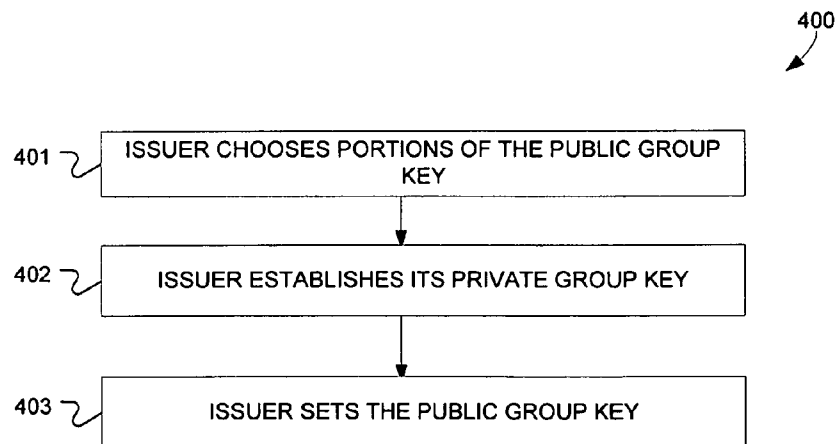 400
401 ISSUER CHOOSES PORTIONS OF THE PUBLIC GROUP
KEY
402 ISSUER ESTABLISHES ITS PRIVATE GROUP KEY
403 ISSUER SETS THE PUBLIC GROUP KEY